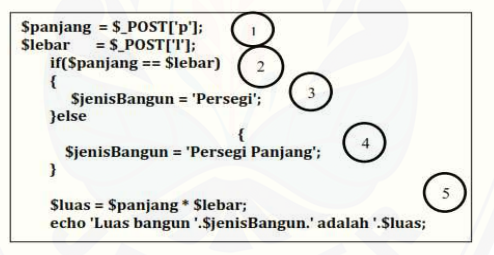 $panjang = $_POST['p']; 1
$lebar = $_POST['l'];
if($panjang == $lebar) 2
{
$jenisBangun = 'Persegi'; 3
}else
{
$jenisBangun = 'Persegi Panjang'; 4
}
5
$luas = $panjang * $lebar;
echo 'Luas bangun '.$jenisBangun.' adalah '.$luas;